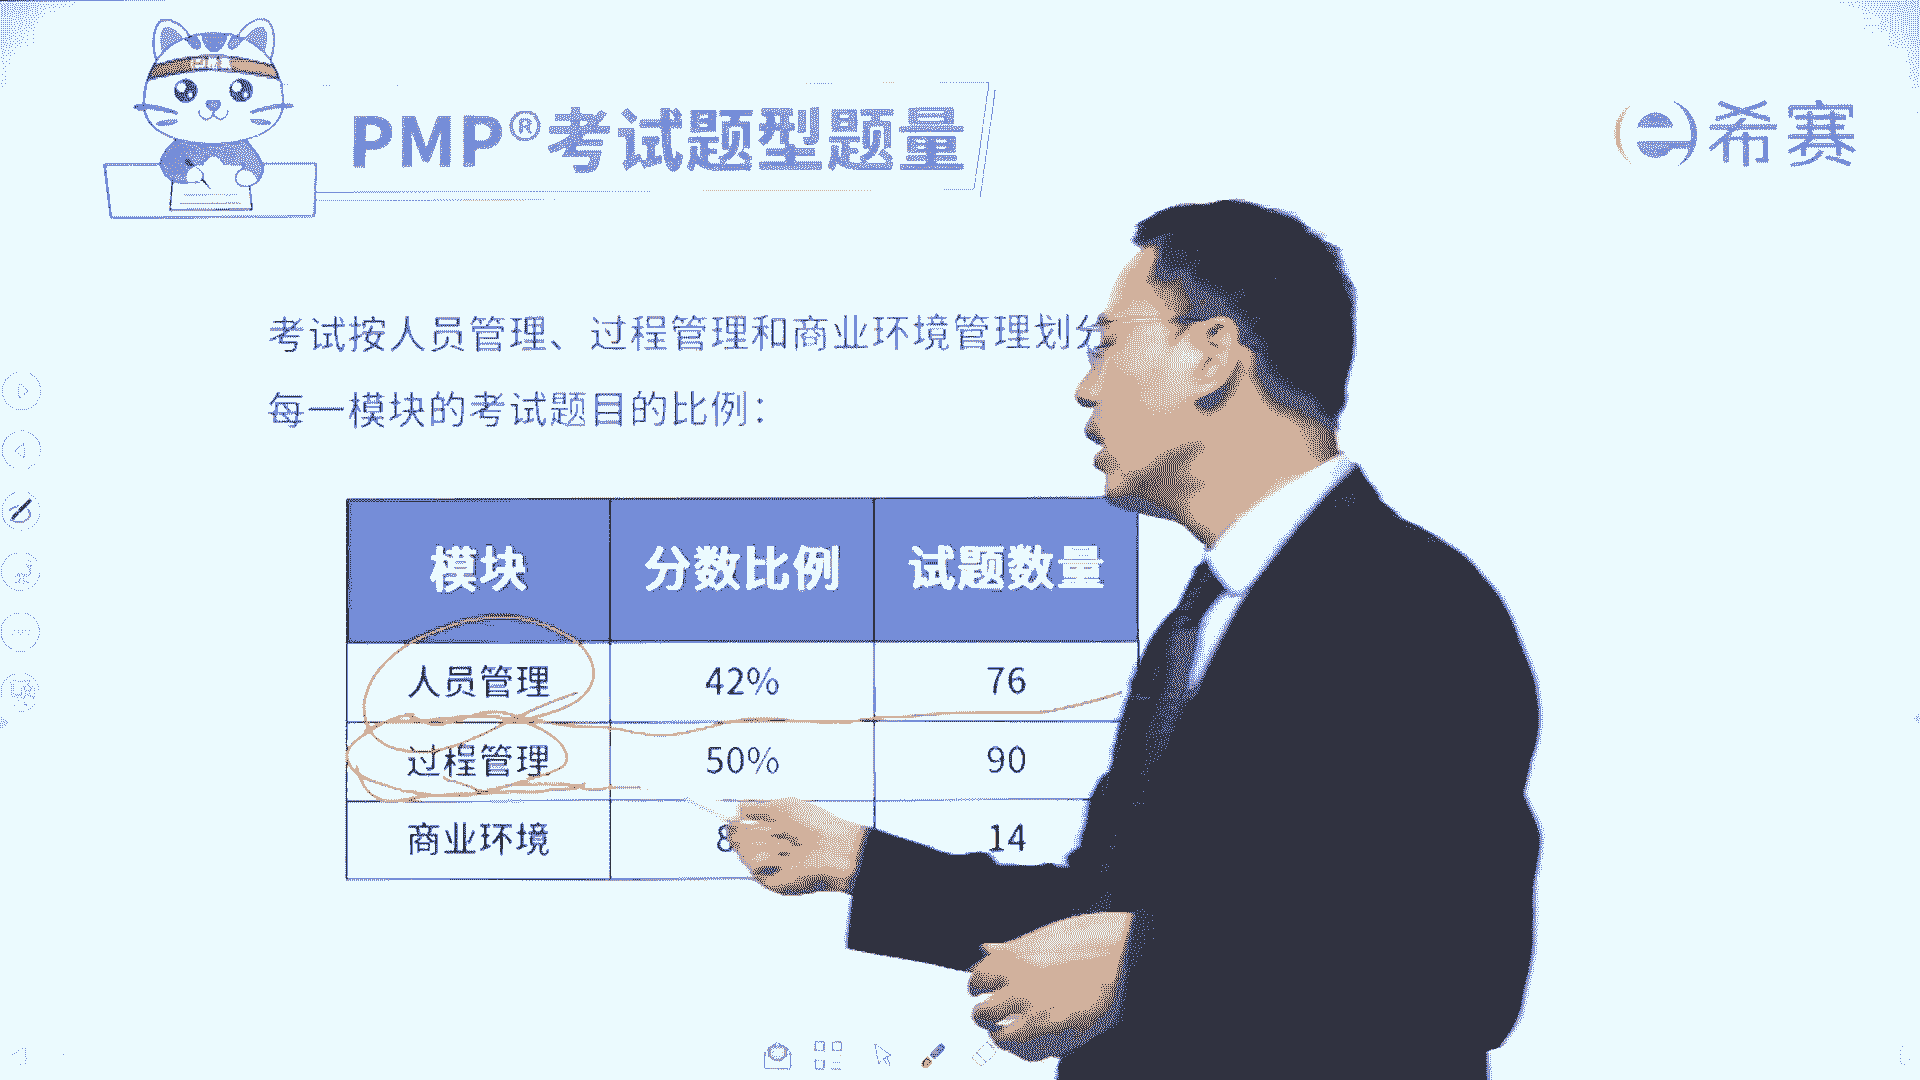 PMP®考试题型题量
希赛
考试按人员管理、过程管理和商业环境管理划分
每一模块的考试题目的比例：
模块 分数比例 试题数量
人员管理 42% 76
过程管理 50% 90
商业环境 8 14